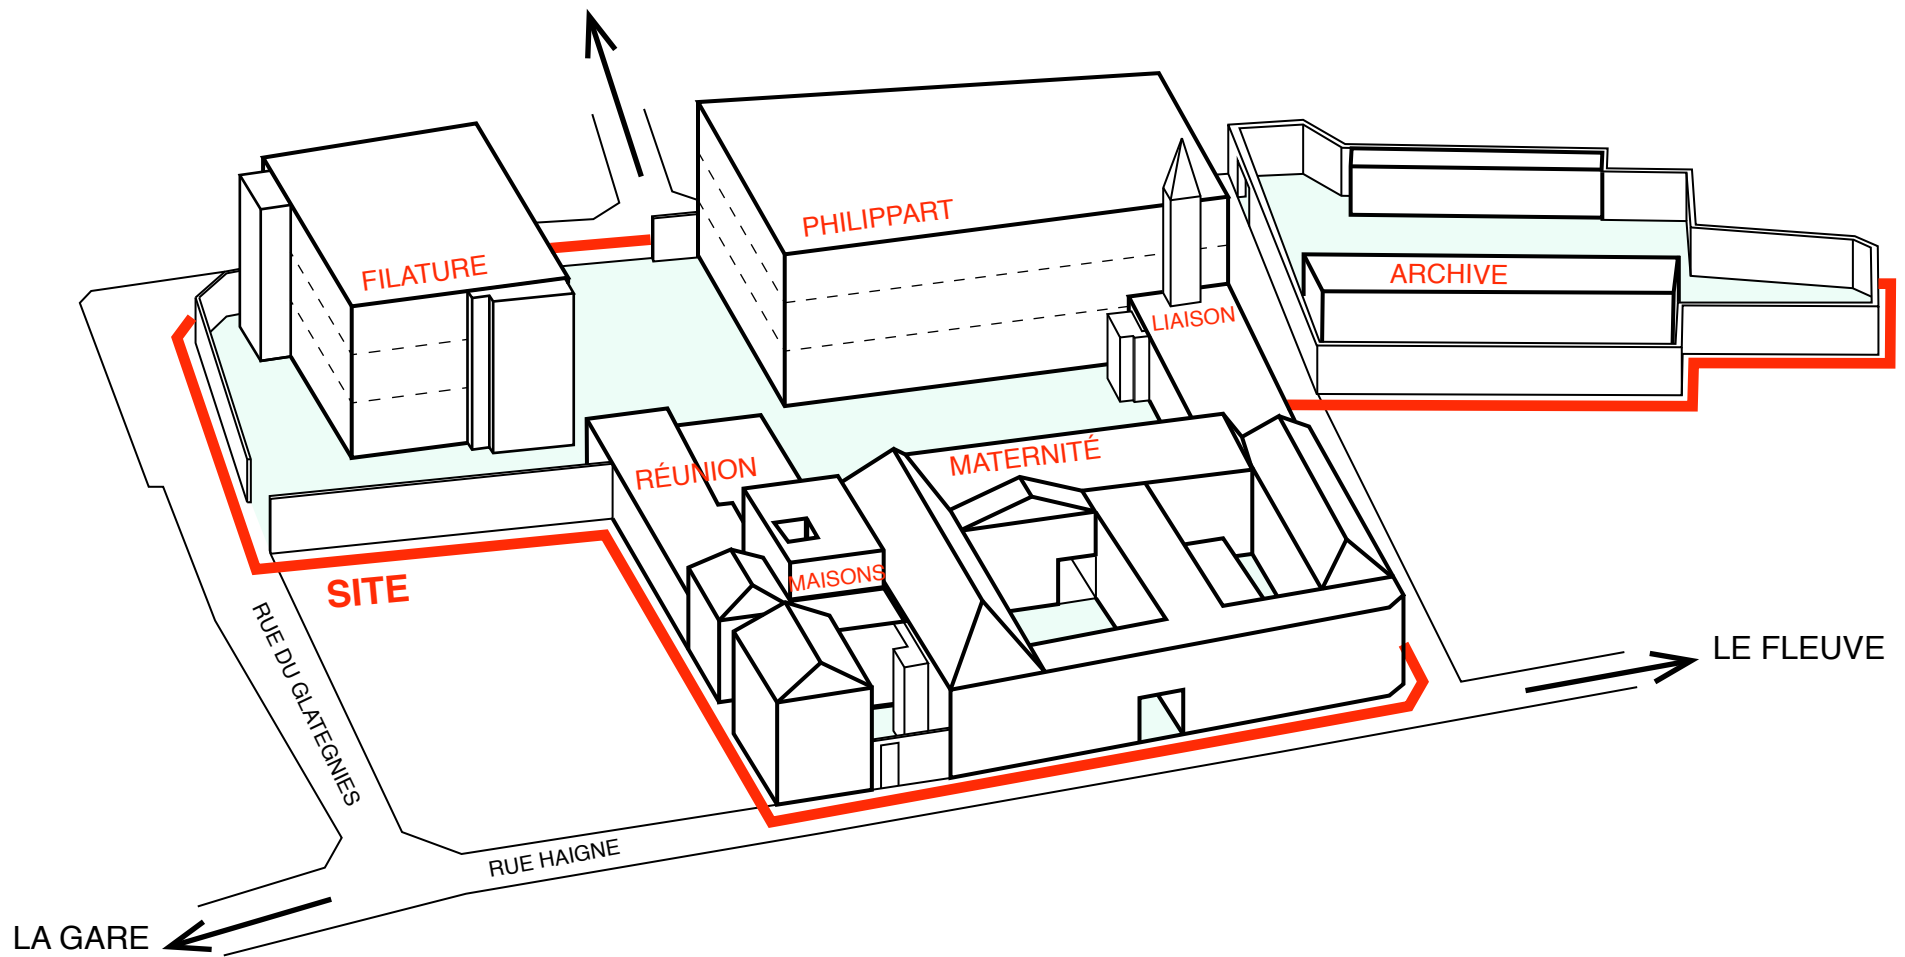 PHILIPPART
FILATURE
ARCHIVE
LIAISON
RÉUNION
MATERNITÉ
MAISONS
SITE
RUE DU GLATEGNIES
LE FLEUVE
RUE HAIGNE
LA GARE